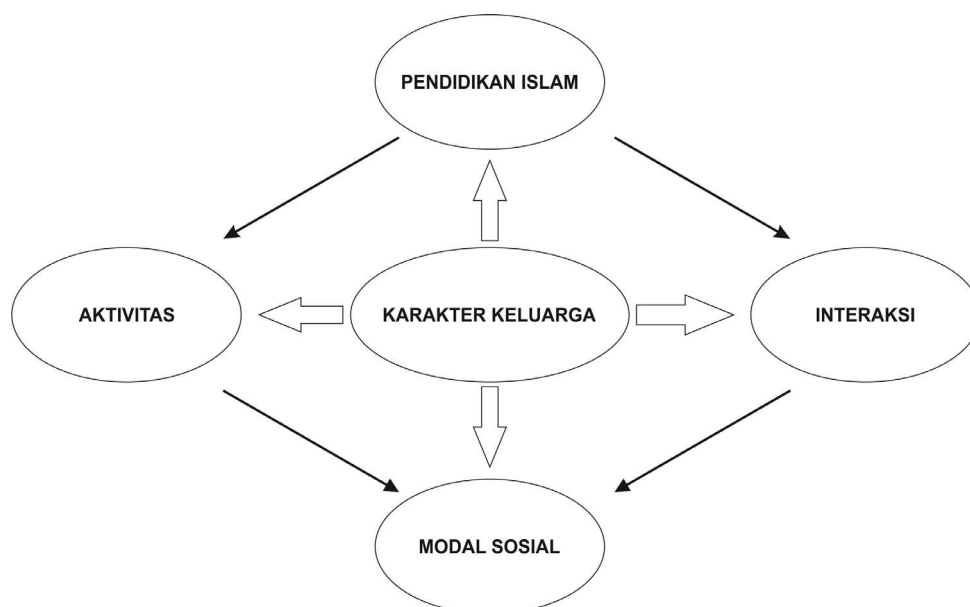 PENDIDIKAN ISLAM
AKTIVITAS
KARAKTER KELUARGA
INTERAKSI
MODAL SOSIAL